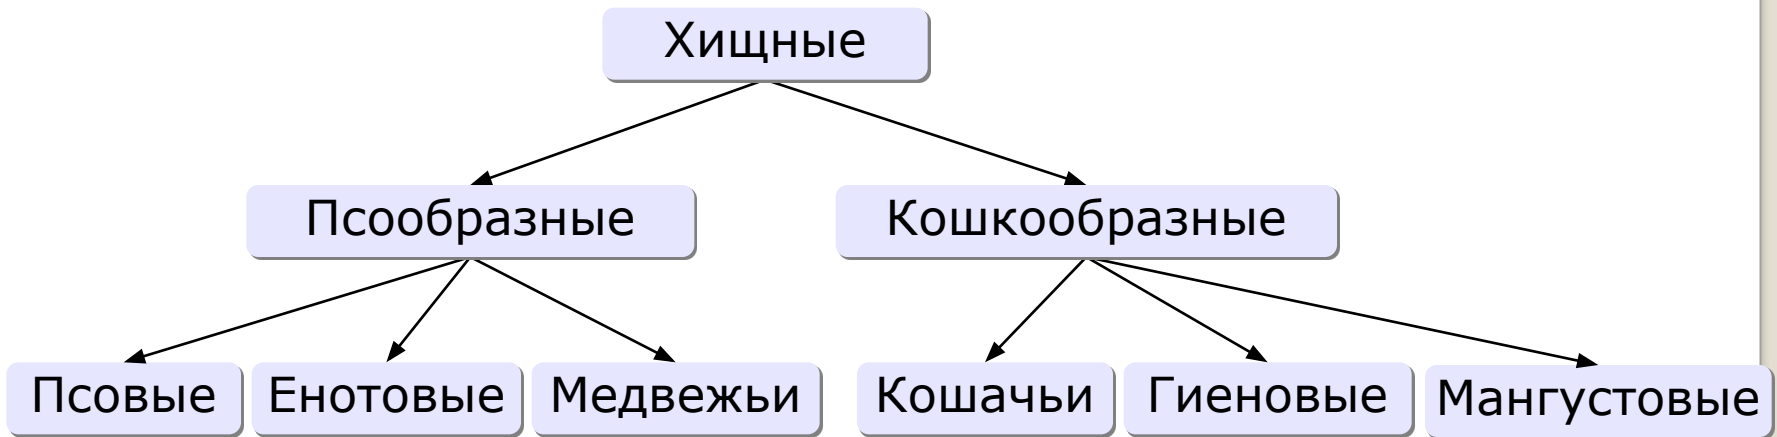 Хищные
Псообразные
Кошкообразные
Псовые
Енотовые
Медвежьи
Кошачьи
Гиеновые
Мангустовые